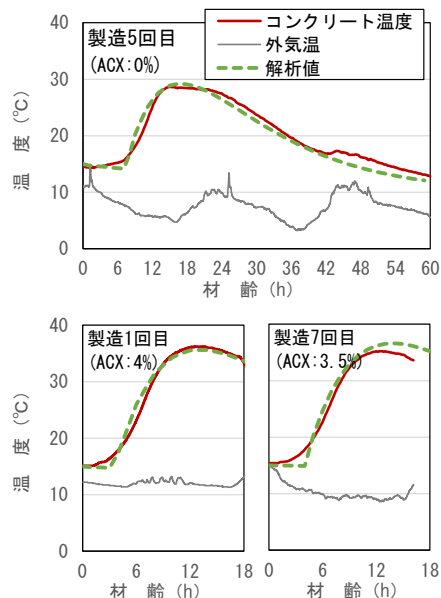 コンクリート温度
外気温
解析値
製造5回目
(ACX:0%)
温 度 (℃)
40
30
20
10
0
0 6 12 18 24 30 36 42 48 54 60
材 齢 (h)
製造1回目
(ACX:4%)
製造7回目
(ACX:3.5%)
温 度 (℃)
40
30
20
10
0
0 6 12 18
0 6 12 18
材 齢 (h)
材 齢 (h)